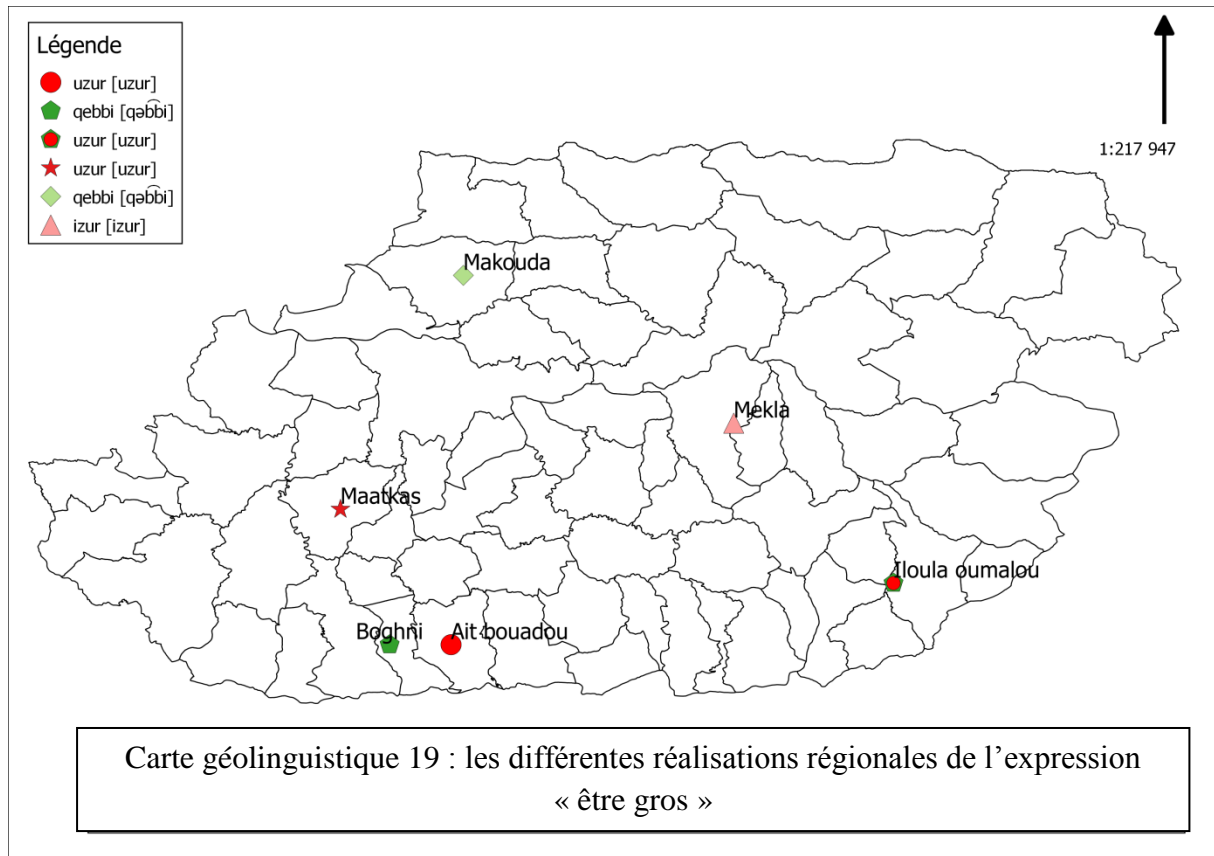 Légende
uzur [uzur]
qebbi [qəb͡bi]
uzur [uzur]
uzur [uzur]
qebbi [qəb͡bi]
izur [izur]
1:217 947
Makouda
Mekla
Maatkas
Iloula oumalou
Boghni
Ait bouadou
Carte géolinguistique 19 : les différentes réalisations régionales de l’expression
« être gros »